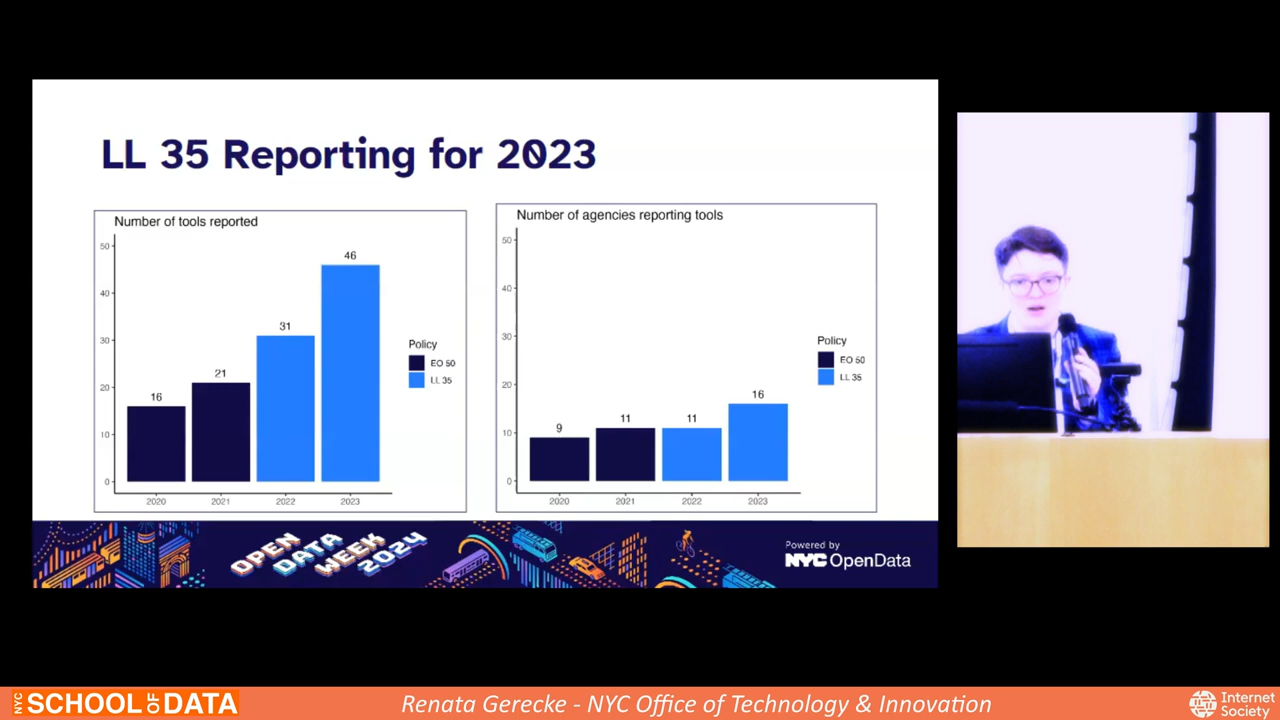 LL 35 Reporting for 2023
Number of tools reported
50
40
30
20
10
0
16
21
31
46
2020
2021
2022
2023
Policy
EO 50
LL 35
Number of agencies reporting tools
50
40
30
20
10
0
9
11
11
16
2020
2021
2022
2023
Policy
EO 50
LL 35
OPEN
DATA
WEEK
2024
Powered by
NYC OpenData
NYC SCHOOL OF DATA
Renata Gerecke - NYC Office of Technology & Innovation
Internet
Society